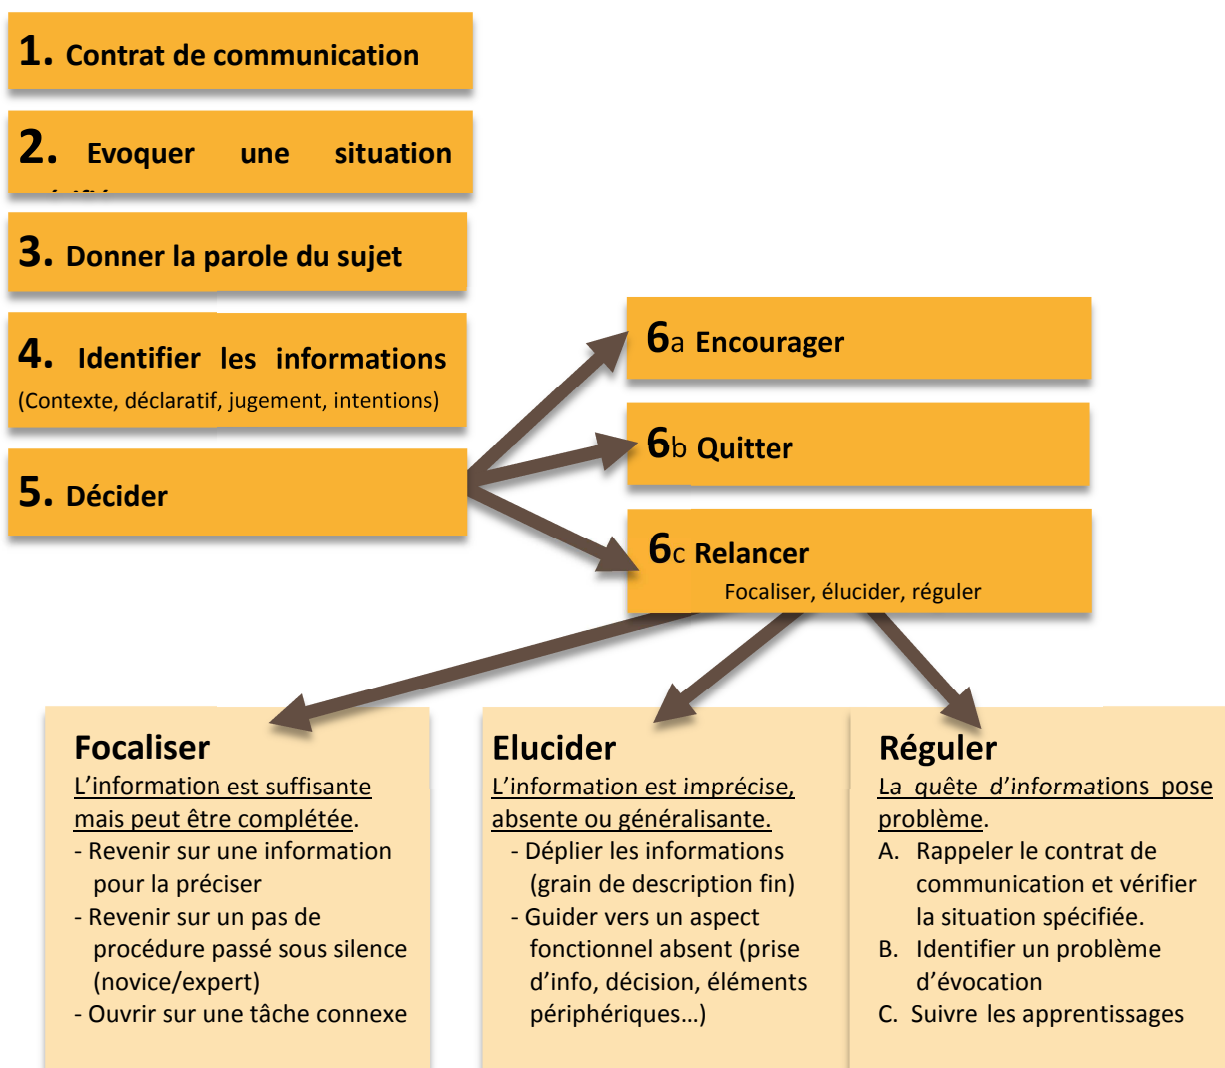 1. Contrat de communication
2. Evoquer une situation
3. Donner la parole du sujet
4. Identifier les informations
(Contexte, déclaratif, jugement, intentions)
5. Décider
6a Encourager
6b Quitter
6c Relancer
Focaliser, élucider, réguler
Focaliser
L'information est suffisante
mais peut être complétée.
- Revenir sur une information
pour la préciser
- Revenir sur un pas de
procédure passé sous silence
(novice/expert)
- Ouvrir sur une tâche connexe
Elucider
L'information est imprécise,
absente ou généralisante.
- Déplier les informations
(grain de description fin)
- Guider vers un aspect
fonctionnel absent (prise
d'info, décision, éléments
périphériques...)
Réguler
La quête d'informations pose
problème.
A. Rappeler le contrat de
communication et vérifier
la situation spécifiée.
B. Identifier un problème
d'évocation
C. Suivre les apprentissages